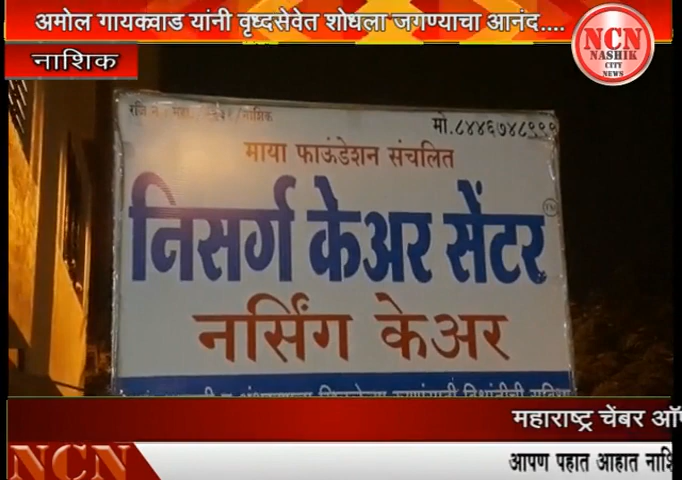 अमोल गायकवाड यांनी वृध्दसेवेत शोधला जगण्याचा आनंद....
NCN
NASHIK
CITY
NEWS
नाशिक
/नाशिक
मो.८४४६७४८९९९
माया फाऊंडेशन संचलित
निसर्ग केअर सेंटर
TM
नर्सिंग केअर
महाराष्ट्र चेंबर ऑ
NCN
आपण पहात आहात नाशि